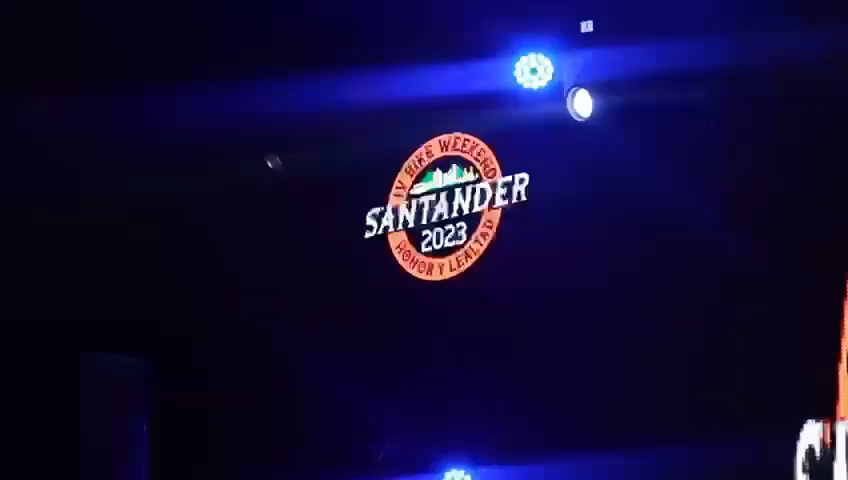 IV BIKE WEEKEND
SANTANDER
2023
HONOR Y LEALTAD